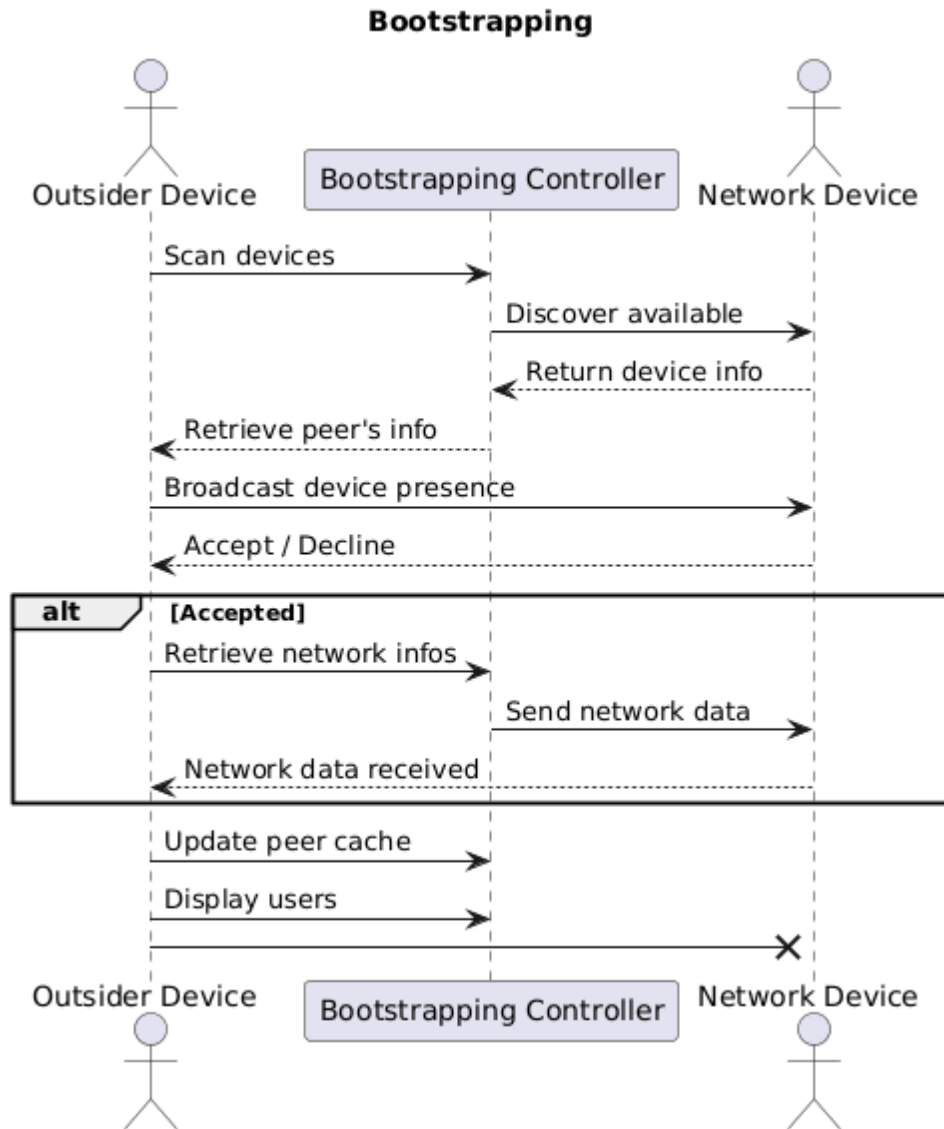 Bootstrapping
Outsider Device
Bootstrapping Controller
Network Device
Scan devices
Discover available
Return device info
Retrieve peer's info
Broadcast device presence
Accept / Decline
alt
[Accepted]
Retrieve network infos
Send network data
Network data received
Update peer cache
Display users
Outsider Device
Bootstrapping Controller
Network Device